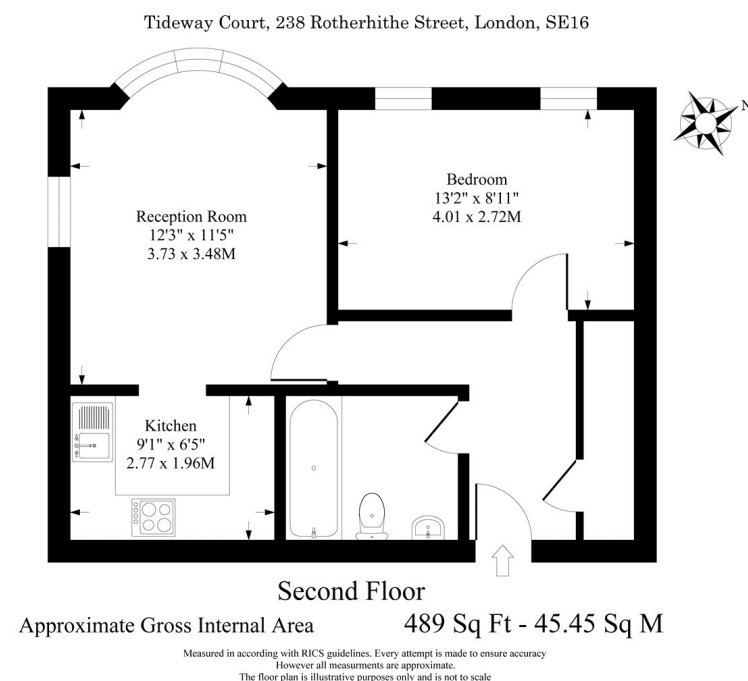 Tideway Court, 238 Rotherhithe Street, London, SE16
N
Bedroom
13'2" x 8'11"
4.01 x 2.72M
Reception Room
12'3" x 11'5"
3.73 x 3.48M
Kitchen
9'1" x 6'5"
2.77 x 1.96M
Second Floor
Approximate Gross Internal Area 489 Sq Ft - 45.45 Sq M
Measured in according with RICS guidelines. Every attempt is made to ensure accuracy
However all measurments are approximate.
The floor plan is illustrative purposes only and is not to scale